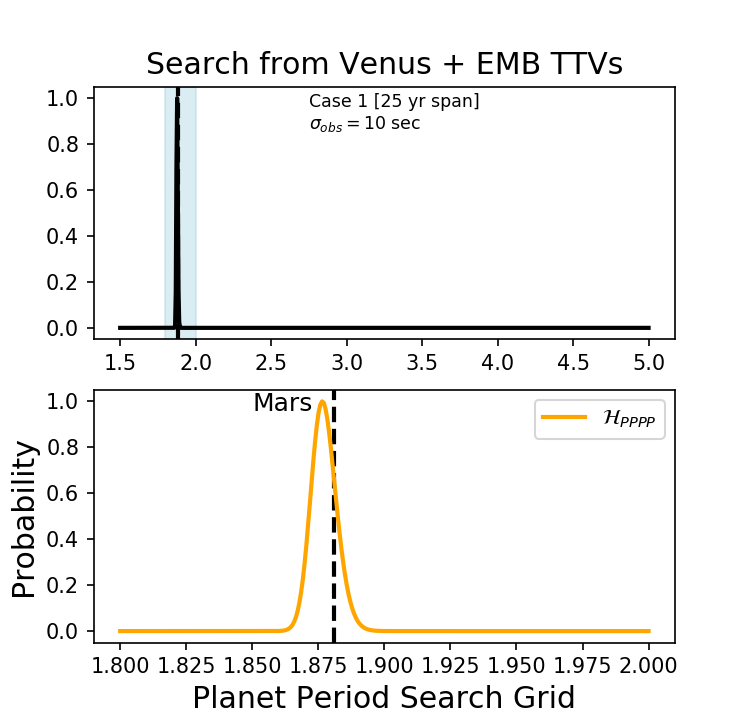 Search from Venus + EMB TTVs
Case 1 [25 yr span]
σobs = 10 sec
1.0
0.8
0.6
0.4
0.2
0.0
1.5 2.0 2.5 3.0 3.5 4.0 4.5 5.0
Mars
ℋPPPP
Probability
1.0
0.8
0.6
0.4
0.2
0.0
1.800 1.825 1.850 1.875 1.900 1.925 1.950 1.975 2.000
Planet Period Search Grid